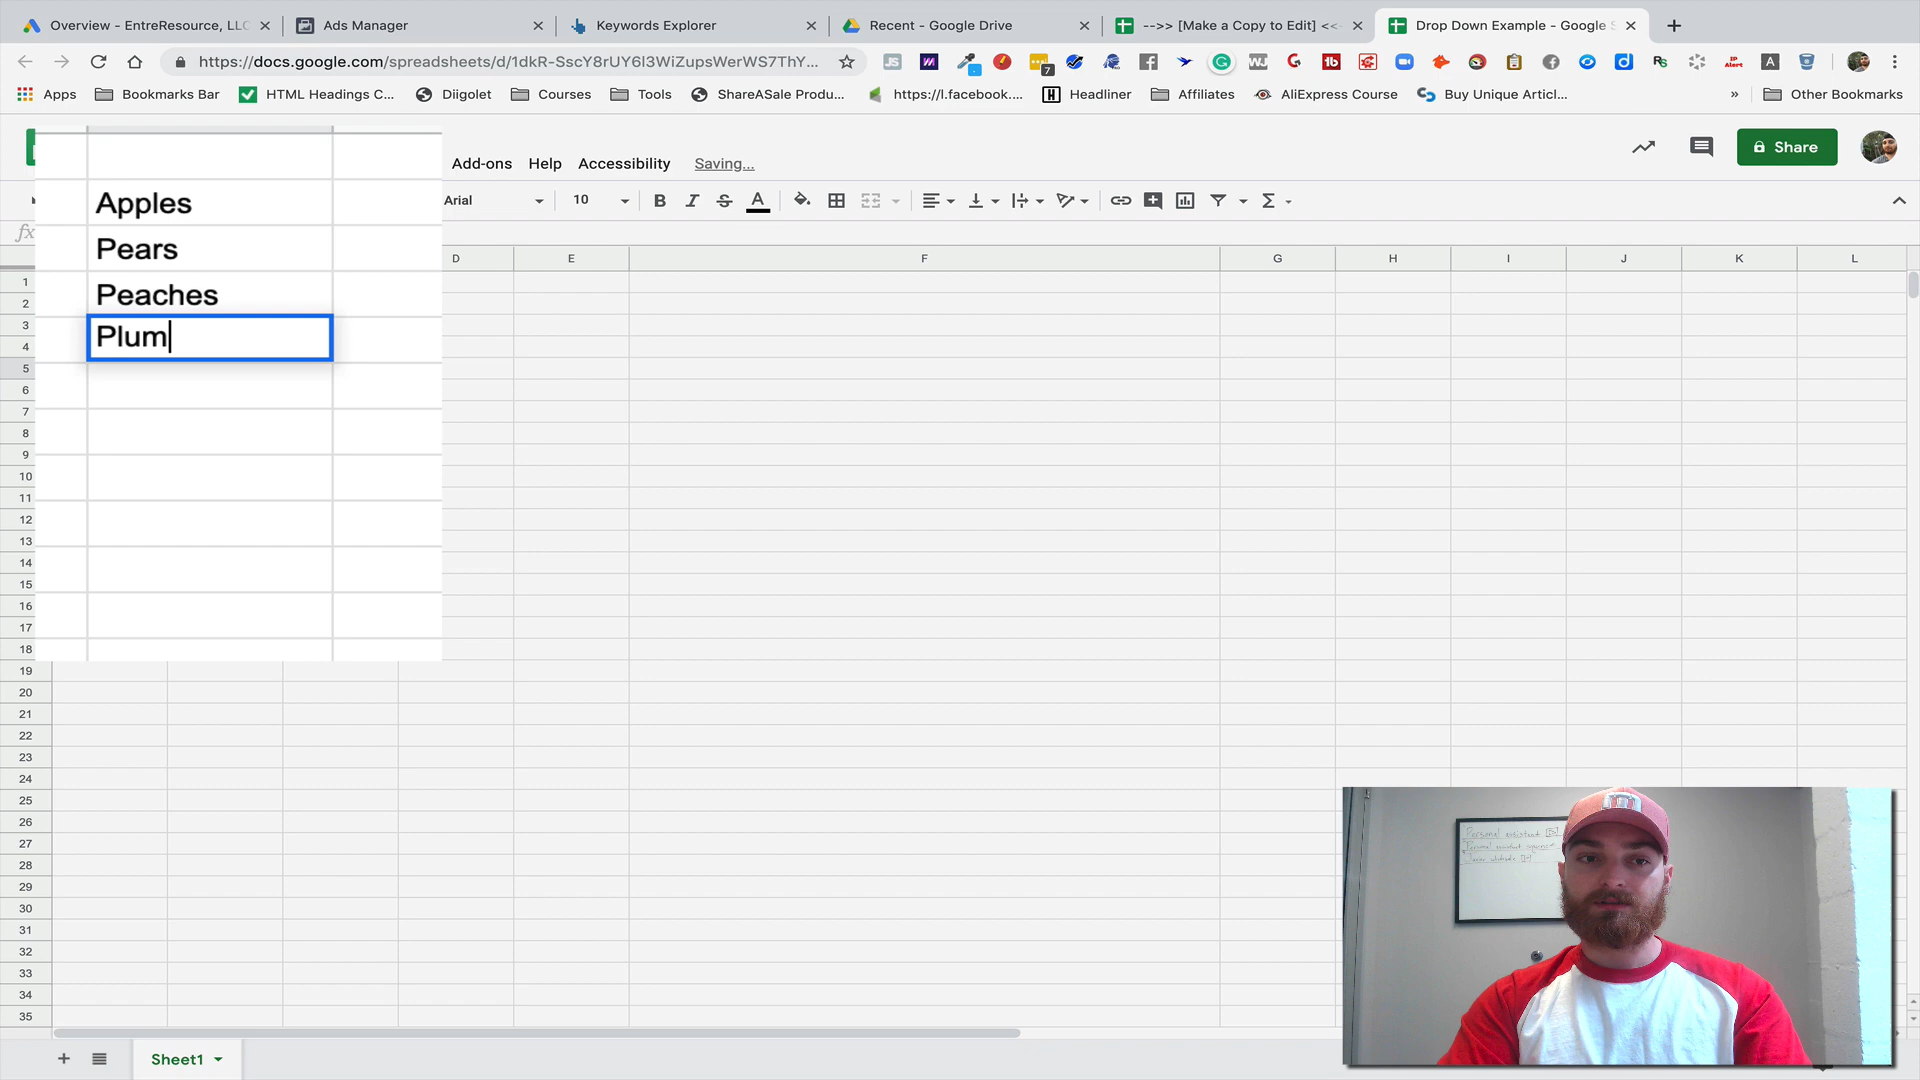 Overview - EntreResource, LLC
Ads Manager
Keywords Explorer
Recent - Google Drive
-->> [Make a Copy to Edit] <<-
Drop Down Example - Google S
https://docs.google.com/spreadsheets/d/1dkR-SscY8rUY6I3WiZupsWerWS7ThY...
Apps
Bookmarks Bar
HTML Headings C...
Diigolet
Courses
Tools
ShareASale Produ...
https://l.facebook....
Headliner
Affiliates
AliExpress Course
Buy Unique Articl...
»
Other Bookmarks
Add-ons
Help
Accessibility
Saving...
Share
Arial
10
B
I
S
A
Σ
fx
Apples
Pears
Peaches
Plum
D
E
F
G
H
I
J
K
L
1
2
3
4
5
6
7
8
9
10
11
12
13
14
15
16
17
18
19
20
21
22
23
24
25
26
27
28
29
30
31
32
33
34
35
Personal assistant
Sheet1